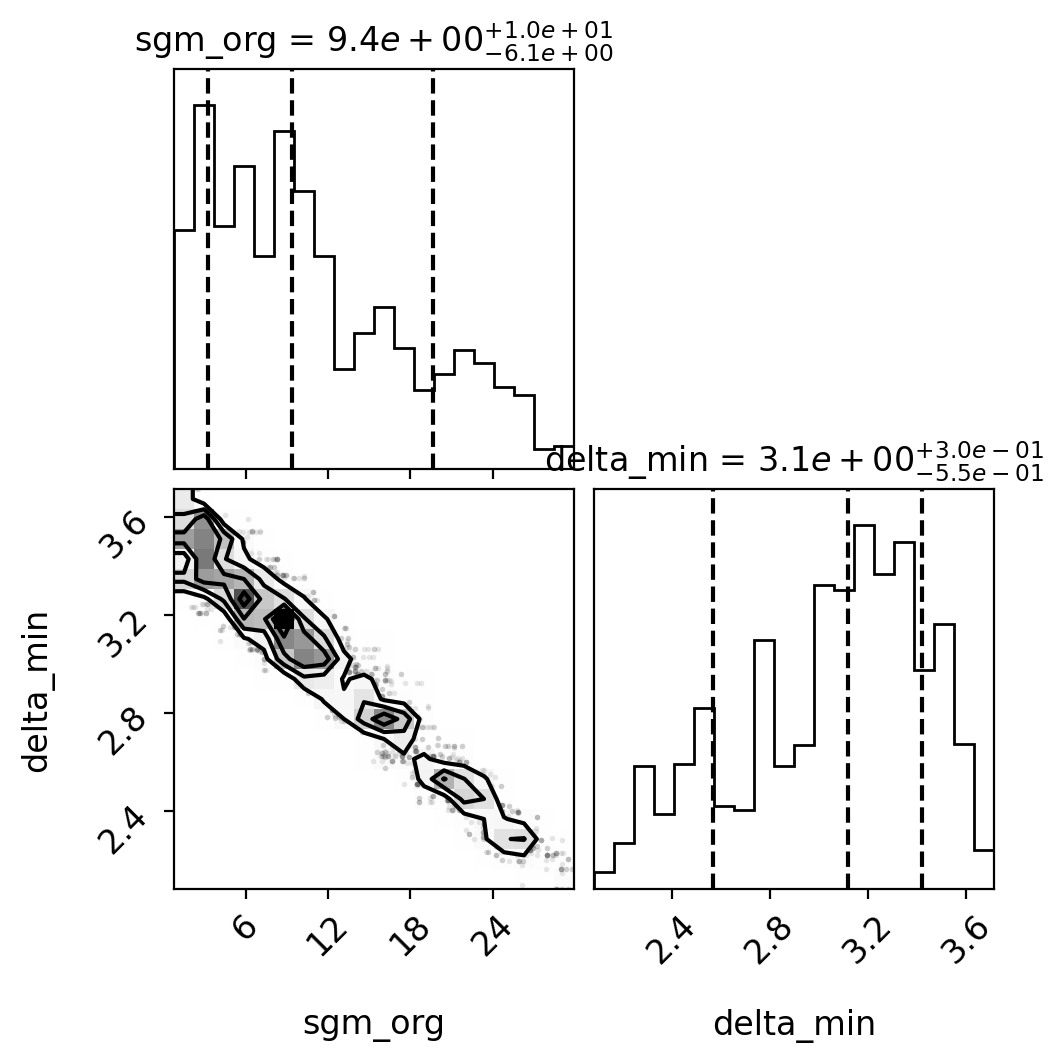 sgm_org = 9.4e + 00 +1.0e + 01 −6.1e + 00
delta_min = 3.1e + 00 +3.0e − 01 −5.5e − 01
delta_min
3.6
3.2
2.8
2.4
6 12 18 24
2.4 2.8 3.2 3.6
sgm_org
delta_min